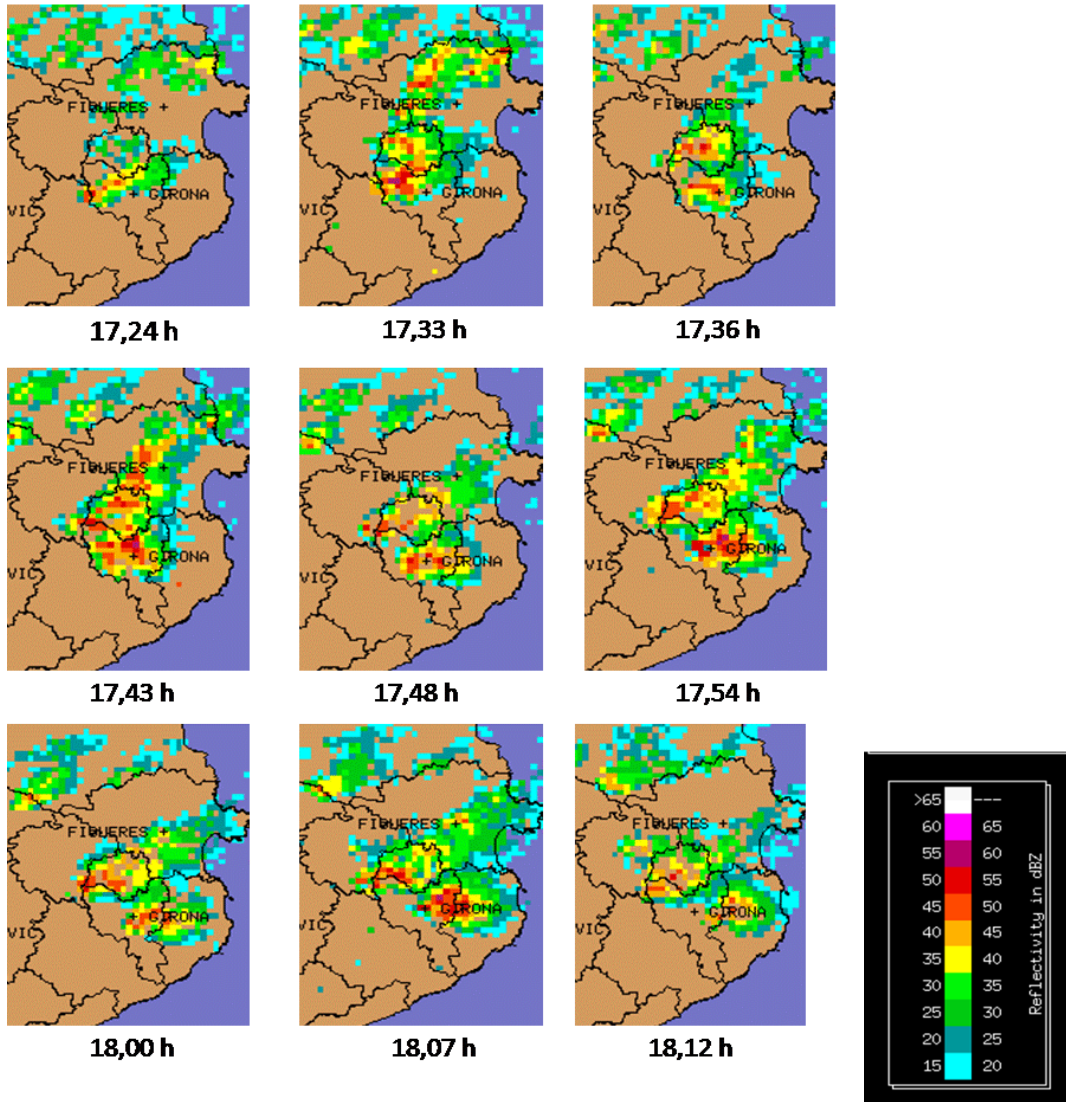 FIGUERES +
+ GIRONA
VIC
17,24 h
FIGUERES +
+ GIRONA
VIC
17,33 h
FIGUERES +
+ GIRONA
VIC
17,36 h
FIGUERES +
+ GIRONA
VIC
17,43 h
FIGUERES +
+ GIRONA
VIC
17,48 h
FIGUERES +
+ GIRONA
VIC
17,54 h
FIGUERES +
+ GIRONA
VIC
18,00 h
FIGUERES +
+ GIRONA
VIC
18,07 h
FIGUERES +
+ GIRONA
VIC
18,12 h
>65 ---
60 65
55 60
50 55
45 50
40 45
35 40
30 35
25 30
20 25
15 20
Reflectivity in dBZ